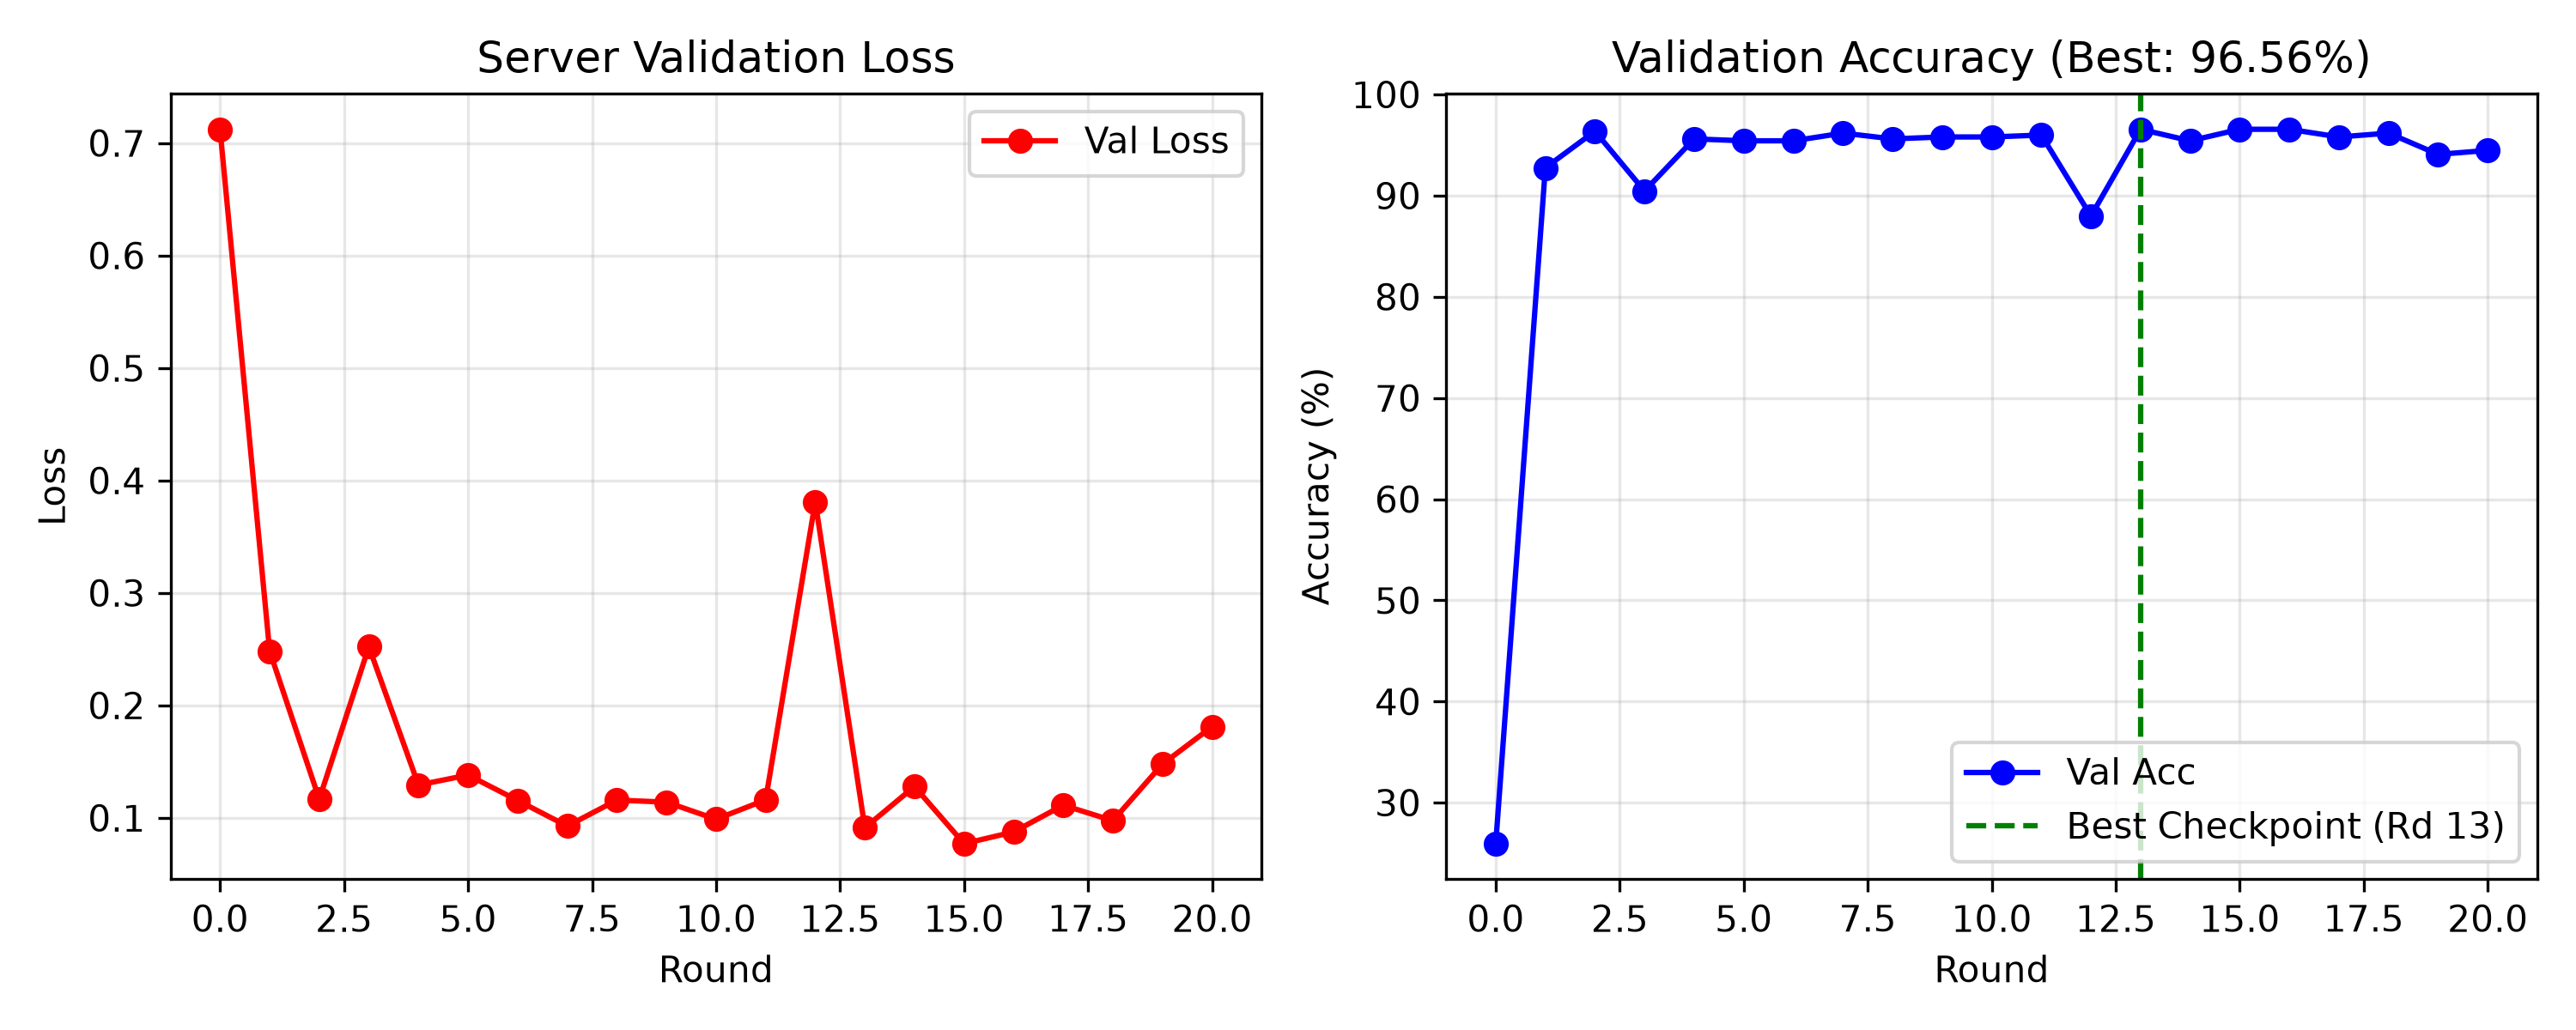 Server Validation Loss
Val Loss
0.7
0.6
0.5
0.4
0.3
0.2
0.1
Loss
0.0 2.5 5.0 7.5 10.0 12.5 15.0 17.5 20.0
Round
Validation Accuracy (Best: 96.56%)
100
90
80
70
60
50
40
30
Accuracy (%)
Val Acc
Best Checkpoint (Rd 13)
0.0 2.5 5.0 7.5 10.0 12.5 15.0 17.5 20.0
Round